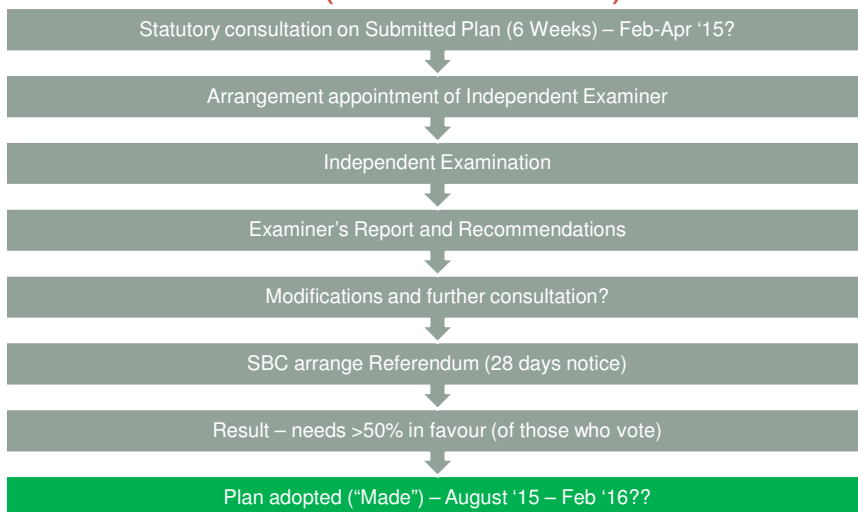 Statutory consultation on Submitted Plan (6 Weeks) – Feb-Apr ‘15?
Arrangement appointment of Independent Examiner
Independent Examination
Examiner’s Report and Recommendations
Modifications and further consultation?
SBC arrange Referendum (28 days notice)
Result – needs >50% in favour (of those who vote)
Plan adopted (“Made”) – August ‘15 – Feb ‘16??